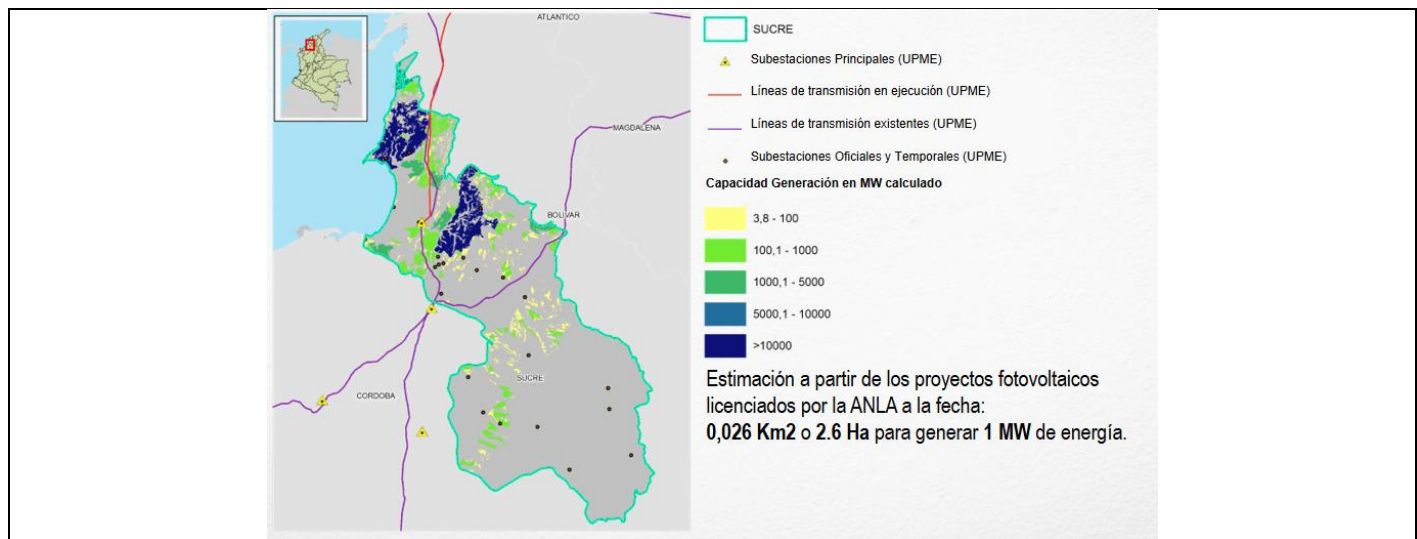 ATLANTICO
MAGDALENA
BOLIVAR
SUCRE
CORDOBA
SUCRE
Subestaciones Principales (UPME)
Líneas de transmisión en ejecución (UPME)
Líneas de transmisión existentes (UPME)
Subestaciones Oficiales y Temporales (UPME)
Capacidad Generación en MW calculado
3,8 - 100
100,1 - 1000
1000,1 - 5000
5000,1 - 10000
>10000
Estimación a partir de los proyectos fotovoltaicos
licenciados por la ANLA a la fecha:
0,026 Km2 o 2.6 Ha para generar 1 MW de energía.